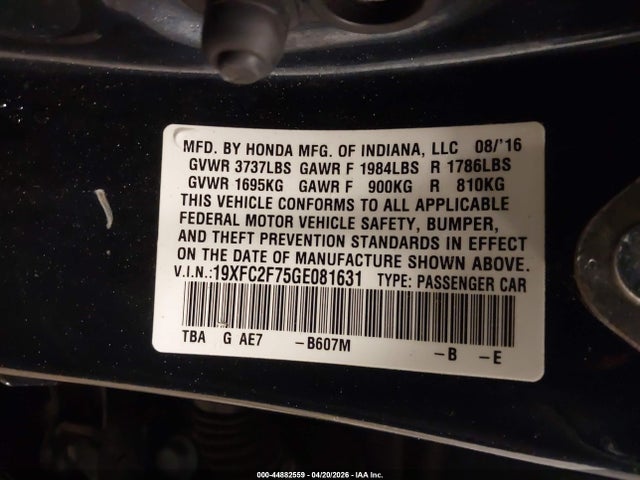 MFD. BY HONDA MFG. OF INDIANA, LLC 08/'16
GVWR 3737LBS GAWR F 1984LBS R 1786LBS
GVWR 1695KG GAWR F 900KG R 810KG
THIS VEHICLE CONFORMS TO ALL APPLICABLE
FEDERAL MOTOR VEHICLE SAFETY, BUMPER,
AND THEFT PREVENTION STANDARDS IN EFFECT
ON THE DATE OF MANUFACTURE SHOWN ABOVE.
V.I.N.:19XFC2F75GE081631 TYPE: PASSENGER CAR
TBA G AE7 -B607M -B -E
000-44882559 - 04/20/2026 - IAA Inc.